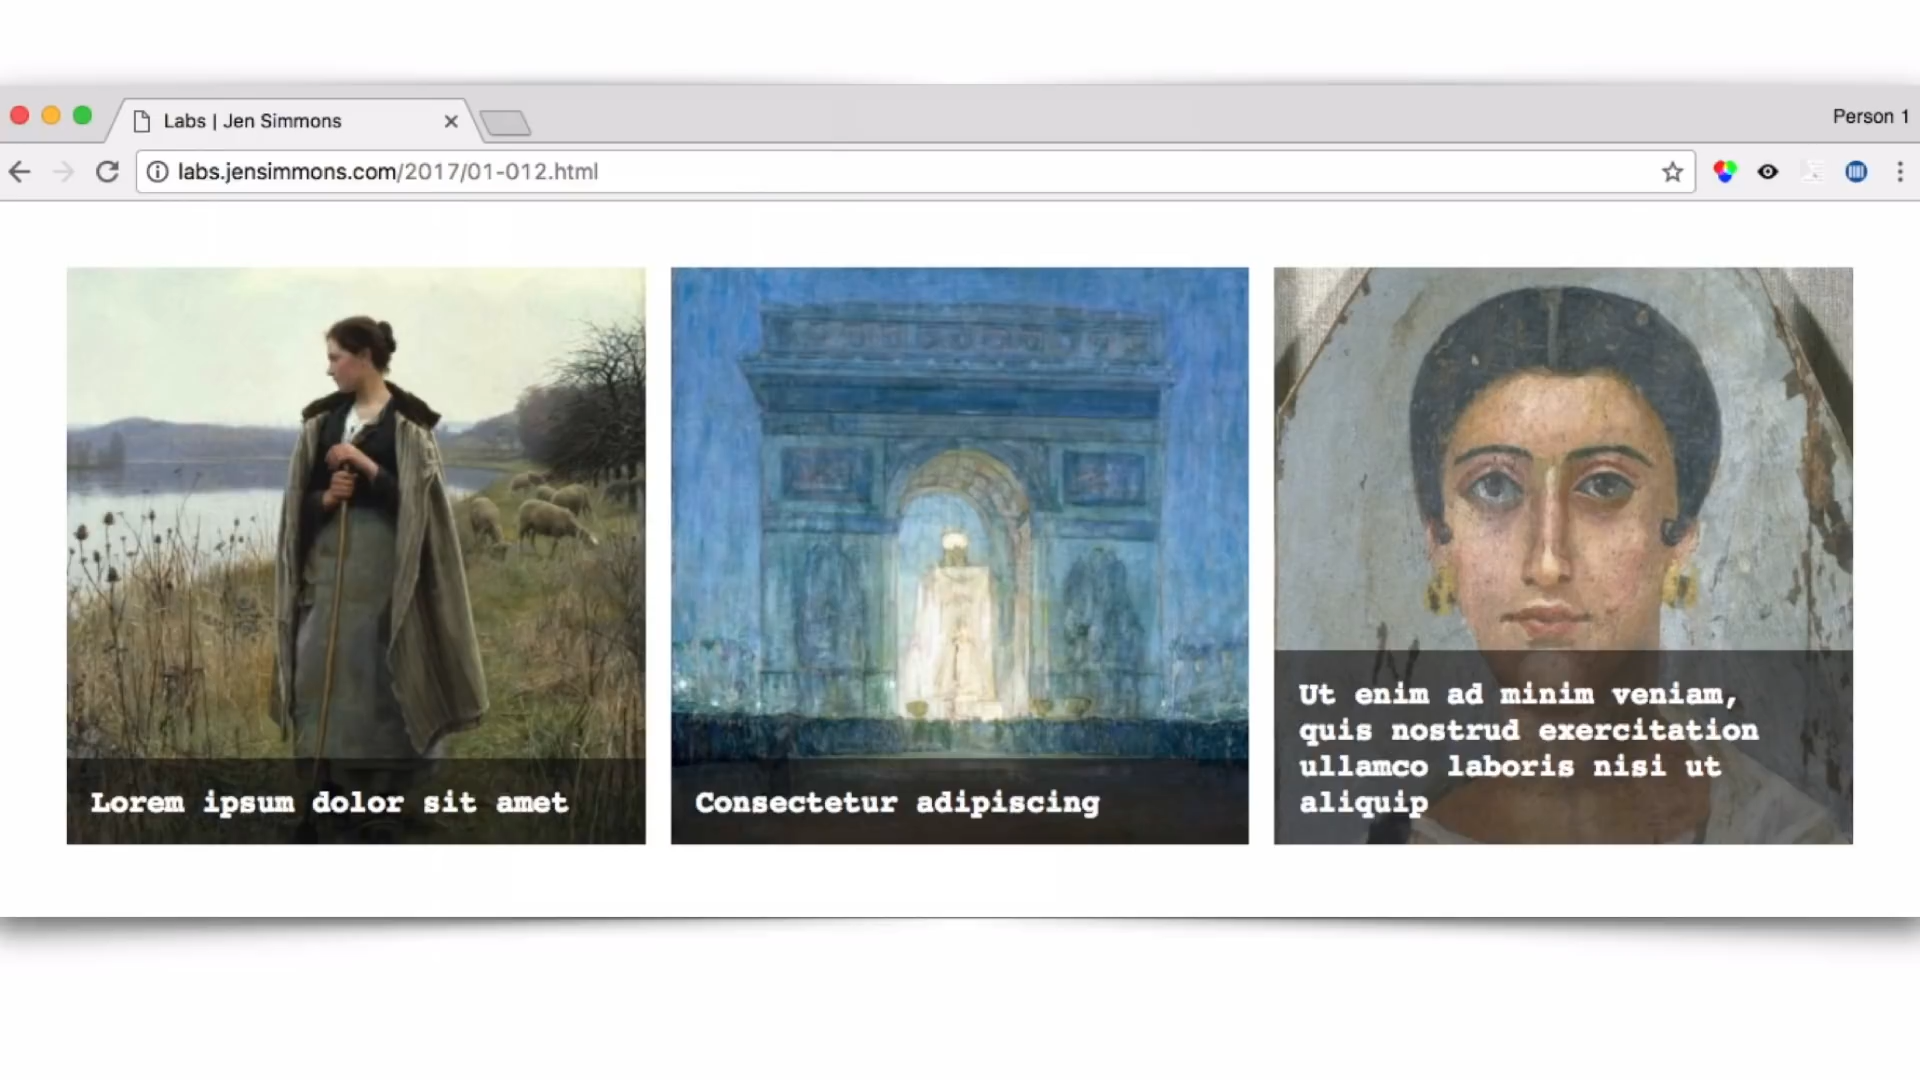 Labs | Jen Simmons
Person 1
labs.jensimmons.com/2017/01-012.html
Lorem ipsum dolor sit amet
Consectetur adipiscing
Ut enim ad minim veniam,
quis nostrud exercitation
ullamco laboris nisi ut
aliquip